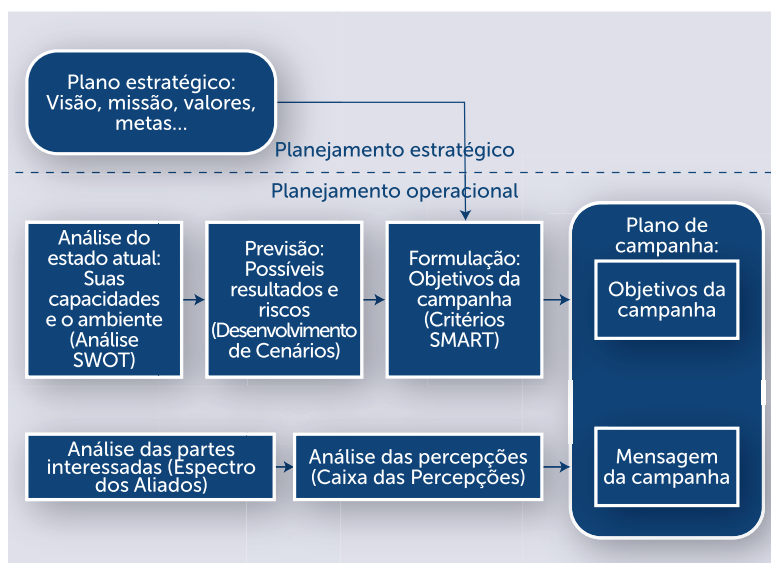 Plano estratégico:
Visão, missão, valores,
metas...
Planejamento estratégico
Planejamento operacional
Análise do
estado atual:
Suas
capacidades
e o ambiente
(Análise
SWOT)
Previsão:
Possíveis
resultados e
riscos
(Desenvolvimento
de Cenários)
Formulação:
Objetivos da
campanha
(Critérios
SMART)
Plano de
campanha:
Objetivos da
campanha
Análise das partes
interessadas (Espectro
dos Aliados)
Análise das percepções
(Caixa das Percepções)
Mensagem
da campanha